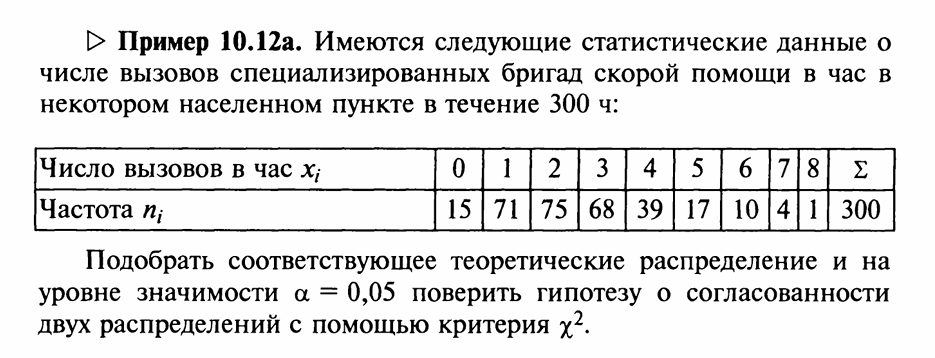 ▷ Пример 10.12а. Имеются следующие статистические данные о
числе вызовов специализированных бригад скорой помощи в час в
некотором населенном пункте в течение 300 ч:
Число вызовов в час xᵢ 0 1 2 3 4 5 6 7 8 Σ
Частота nᵢ 15 71 75 68 39 17 10 4 1 300
Подобрать соответствующее теоретические распределение и на
уровне значимости α = 0,05 поверить гипотезу о согласованности
двух распределений с помощью критерия χ².